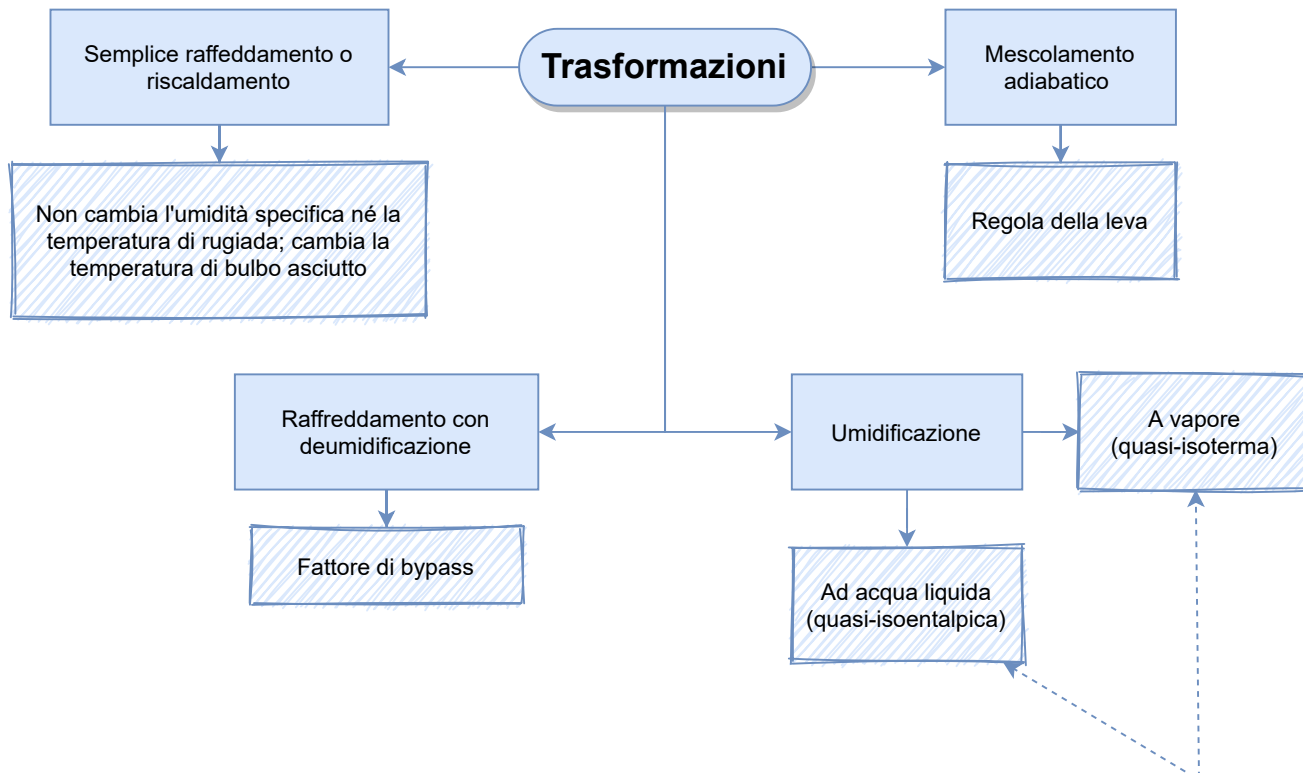 Trasformazioni
Semplice raffeddamento o
riscaldamento
Mescolamento
adiabatico
Non cambia l'umidità specifica né la
temperatura di rugiada; cambia la
temperatura di bulbo asciutto
Regola della leva
Raffreddamento con
deumidificazione
Umidificazione
A vapore
(quasi-isoterma)
Fattore di bypass
Ad acqua liquida
(quasi-isoentalpica)